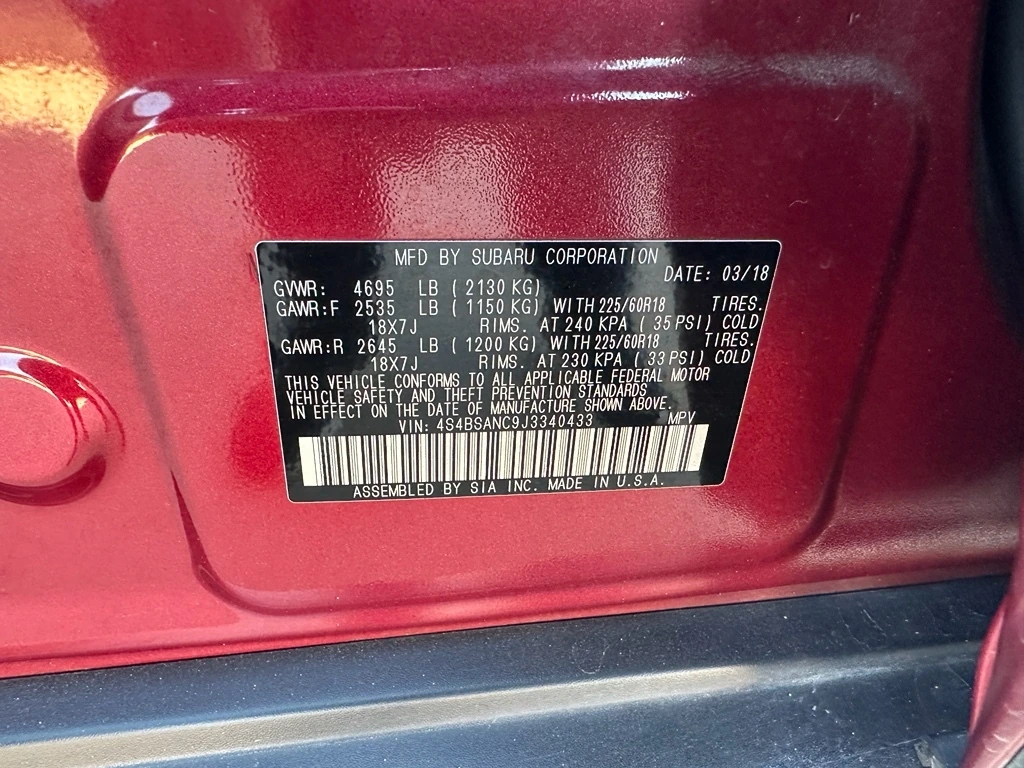 MFD BY SUBARU CORPORATION
DATE: 03/18
GVWR: 4695 LB ( 2130 KG)
GAWR:F 2535 LB ( 1150 KG) WITH 225/60R18 TIRES.
18X7J RIMS. AT 240 KPA ( 35 PSI) COLD
GAWR:R 2645 LB ( 1200 KG) WITH 225/60R18 TIRES.
18X7J RIMS. AT 230 KPA ( 33 PSI) COLD
THIS VEHICLE CONFORMS TO ALL APPLICABLE FEDERAL MOTOR
VEHICLE SAFETY AND THEFT PREVENTION STANDARDS
IN EFFECT ON THE DATE OF MANUFACTURE SHOWN ABOVE.
VIN: 4S4BSANC9J3340433 MPV
ASSEMBLED BY SIA INC. MADE IN U.S.A.